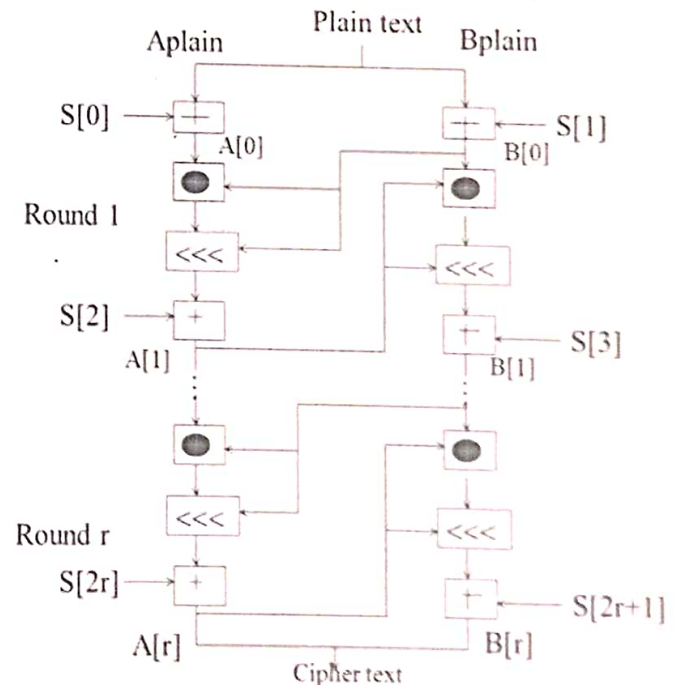 Plain text
Aplain
Bplain
S[0]
+
+
S[1]
A[0]
B[0]
Round 1
<<<
<<<
S[2]
+
+
S[3]
A[1]
B[1]
<<<
<<<
Round r
S[2r]
+
+
S[2r+1]
A[r]
B[r]
Cipher text